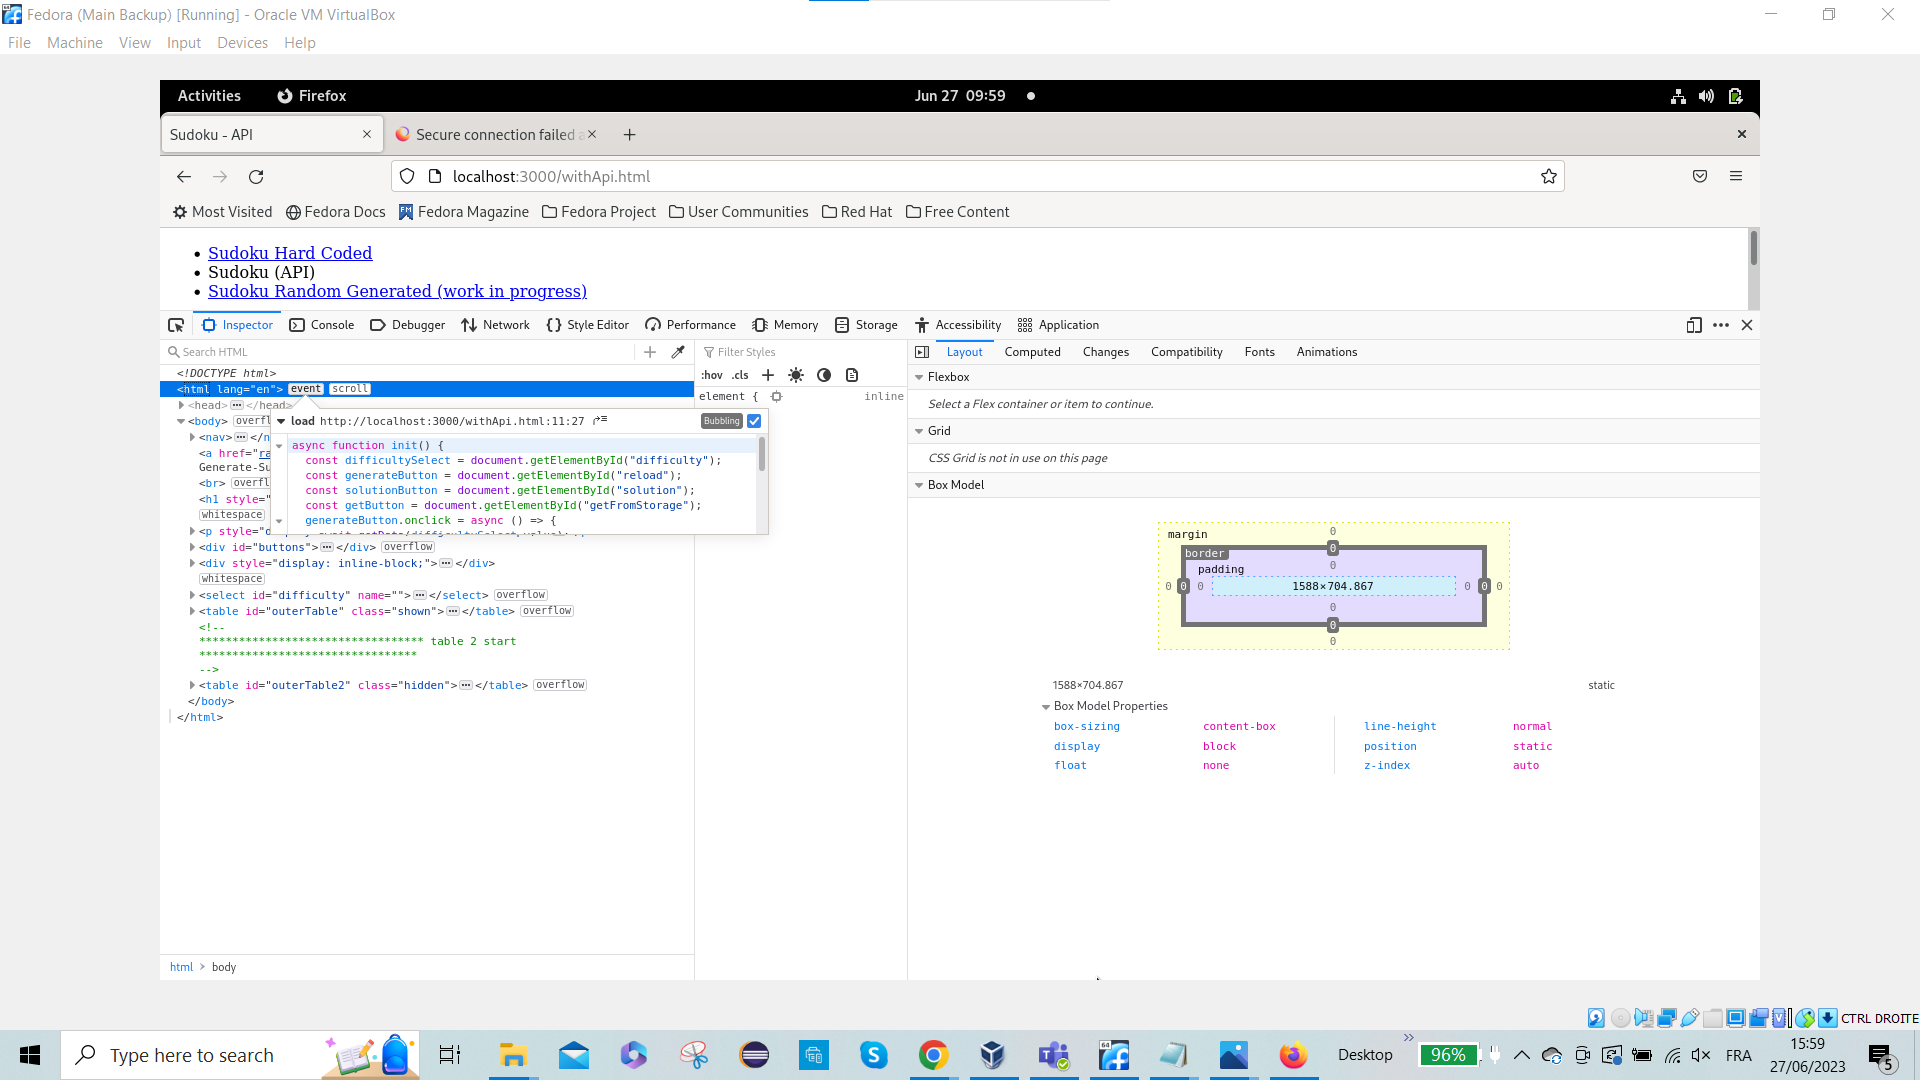 Fedora (Main Backup) [Running] - Oracle VM VirtualBox
File Machine View Input Devices Help
Activities Firefox Jun 27 09:59
Sudoku - API Secure connection failed a
localhost:3000/withApi.html
Most Visited Fedora Docs Fedora Magazine Fedora Project User Communities Red Hat Free Content
Sudoku Hard Coded
Sudoku (API)
Sudoku Random Generated (work in progress)
Inspector Console Debugger Network Style Editor Performance Memory Storage Accessibility Application
Search HTML
Filter Styles
Layout Computed Changes Compatibility Fonts Animations
<!DOCTYPE html>
<html lang="en"> event scroll
<head> </head>
<body> overfl
<nav> </n
<a href="ra
Generate-Su
<br> overfl
<h1 style="
whitespace
<p style="d
<div id="buttons"> </div> overflow
<div style="display: inline-block;"> </div>
whitespace
<select id="difficulty" name=""> </select> overflow
<table id="outerTable" class="shown"> </table> overflow
<!--
********************************** table 2 start
*********************************
-->
<table id="outerTable2" class="hidden"> </table> overflow
</body>
</html>
load http://localhost:3000/withApi.html:11:27 Bubbling
async function init() {
const difficultySelect = document.getElementById("difficulty");
const generateButton = document.getElementById("reload");
const solutionButton = document.getElementById("solution");
const getButton = document.getElementById("getFromStorage");
generateButton.onclick = async () => {
:hov .cls
element { inline
Flexbox
Select a Flex container or item to continue.
Grid
CSS Grid is not in use on this page
Box Model
margin 0
border 0
padding 0
0 0 0 1588×704.867 0 0 0
0
0
0
1588×704.867 static
Box Model Properties
box-sizing content-box line-height normal
display block position static
float none z-index auto
html body
CTRL DROITE
Type here to search
Desktop
96%
FRA
15:59
27/06/2023
5